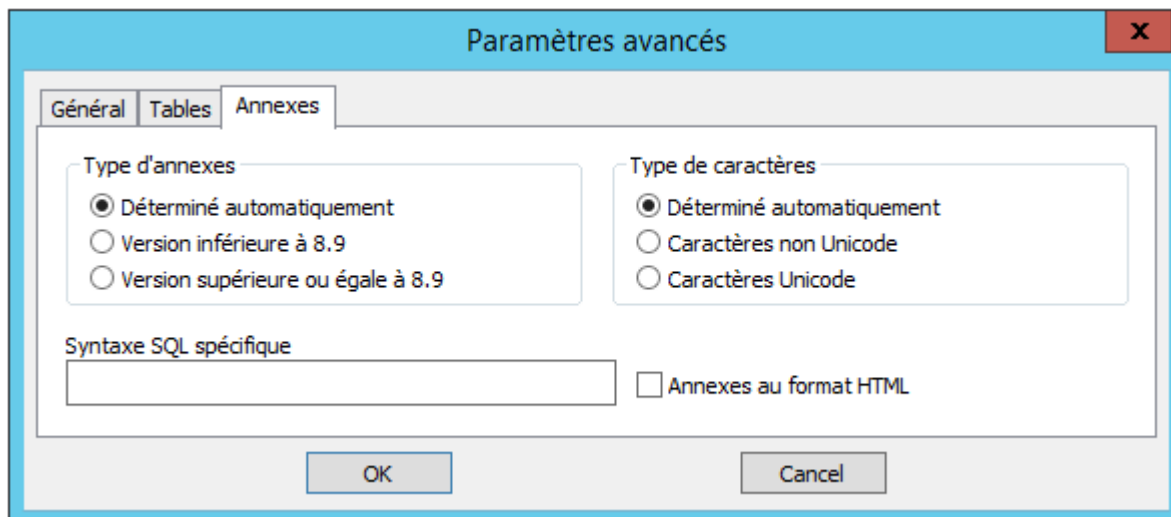 Paramètres avancés
x
Général Tables Annexes
Type d'annexes
Déterminé automatiquement
Version inférieure à 8.9
Version supérieure ou égale à 8.9
Type de caractères
Déterminé automatiquement
Caractères non Unicode
Caractères Unicode
Syntaxe SQL spécifique
Annexes au format HTML
OK
Cancel